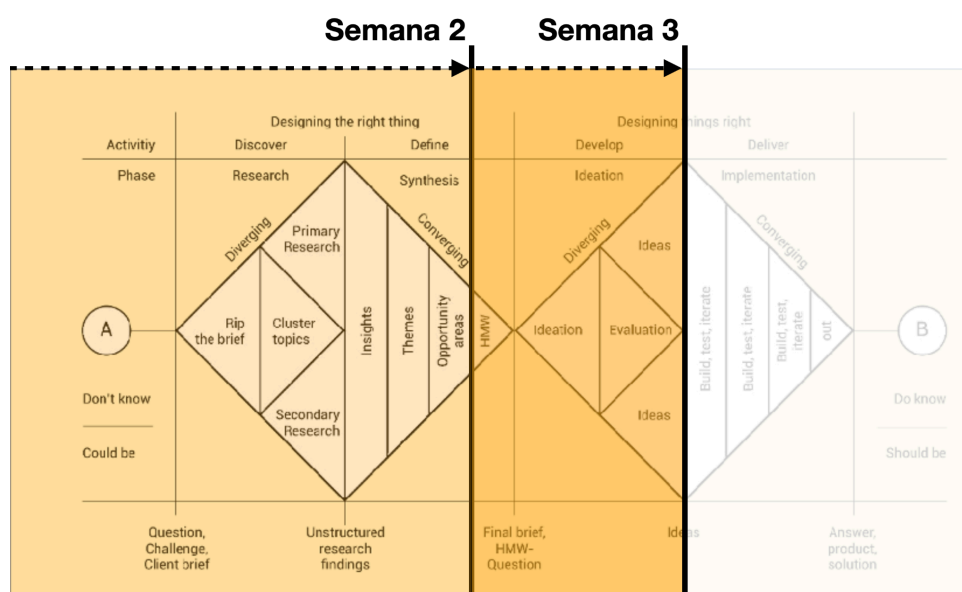 Semana 2
Semana 3
Designing the right thing
Designing things right
Activitiy
Discover
Define
Develop
Deliver
Phase
Research
Synthesis
Ideation
Implementation
Diverging
Primary
Research
Converging
Diverging
Ideas
Converging
A
Rip
the brief
Cluster
topics
Insights
Themes
Opportunity
areas
HMW
Ideation
Evaluation
Build, test, iterate
Build, test, iterate
Build, test,
iterate
out
B
Don't know
Could be
Secondary
Research
Ideas
Do know
Should be
Question,
Challenge,
Client brief
Unstructured
research
findings
Final brief,
HMW-
Question
Ideas
Answer,
product,
solution